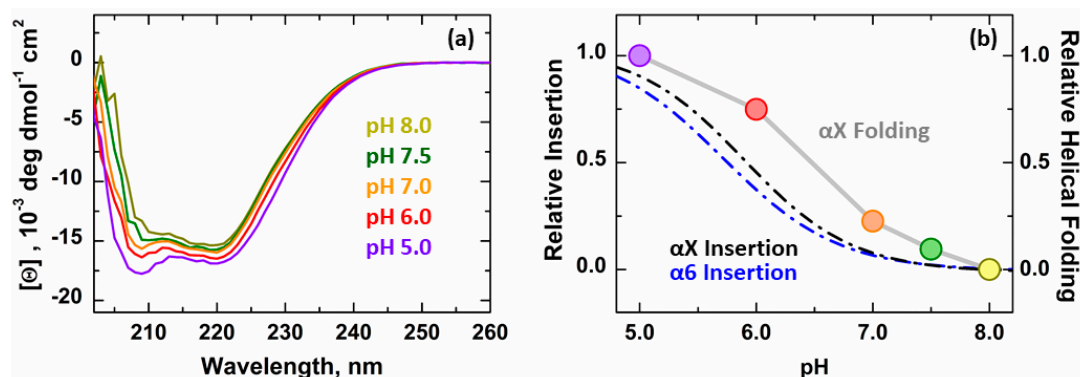 (a)
[Θ] , 10⁻³ deg dmol⁻¹ cm²
0
-5
-10
-15
-20
pH 8.0
pH 7.5
pH 7.0
pH 6.0
pH 5.0
210 220 230 240 250 260
Wavelength, nm
(b)
Relative Insertion
1.0
0.5
0.0
αX Folding
αX Insertion
α6 Insertion
1.0
0.5
0.0
Relative Helical Folding
5.0 6.0 7.0 8.0
pH